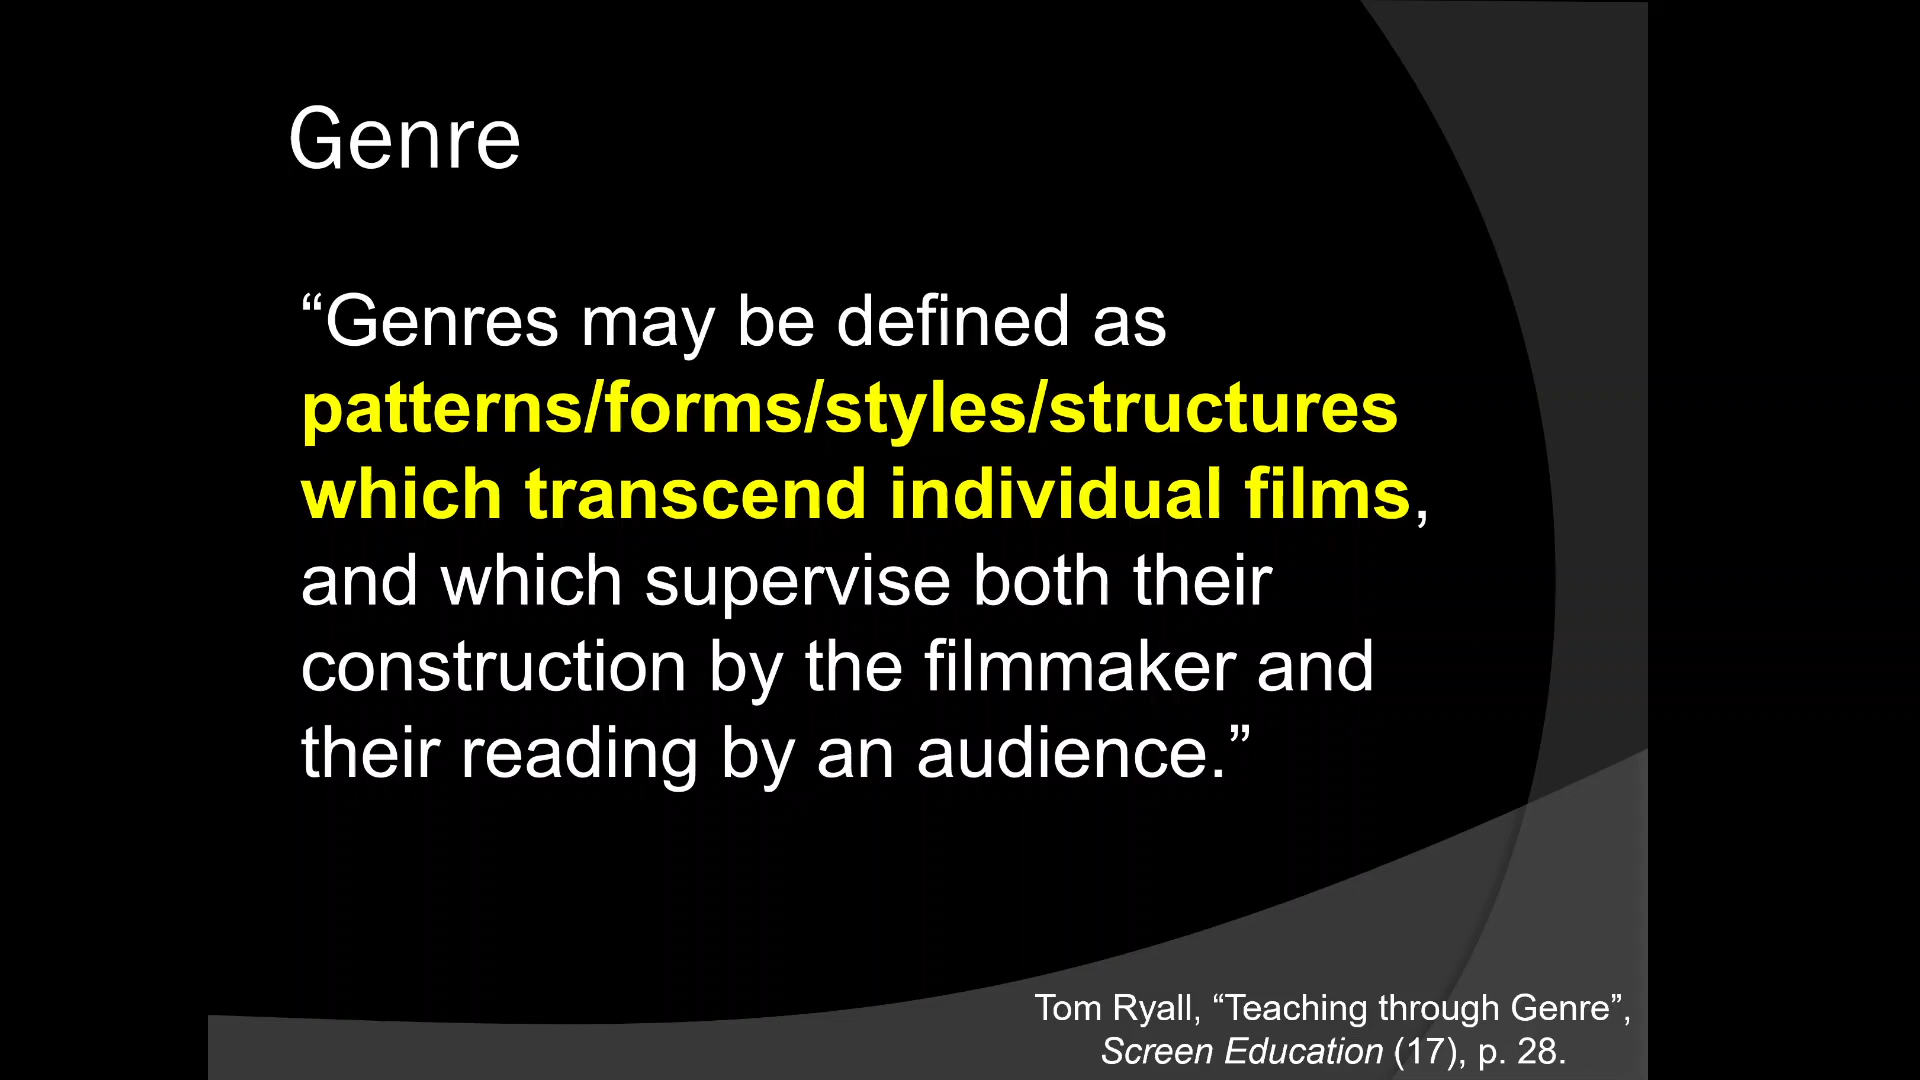 Genre
“Genres may be defined as
patterns/forms/styles/structures
which transcend individual films,
and which supervise both their
construction by the filmmaker and
their reading by an audience.”
Tom Ryall, “Teaching through Genre”,
Screen Education (17), p. 28.